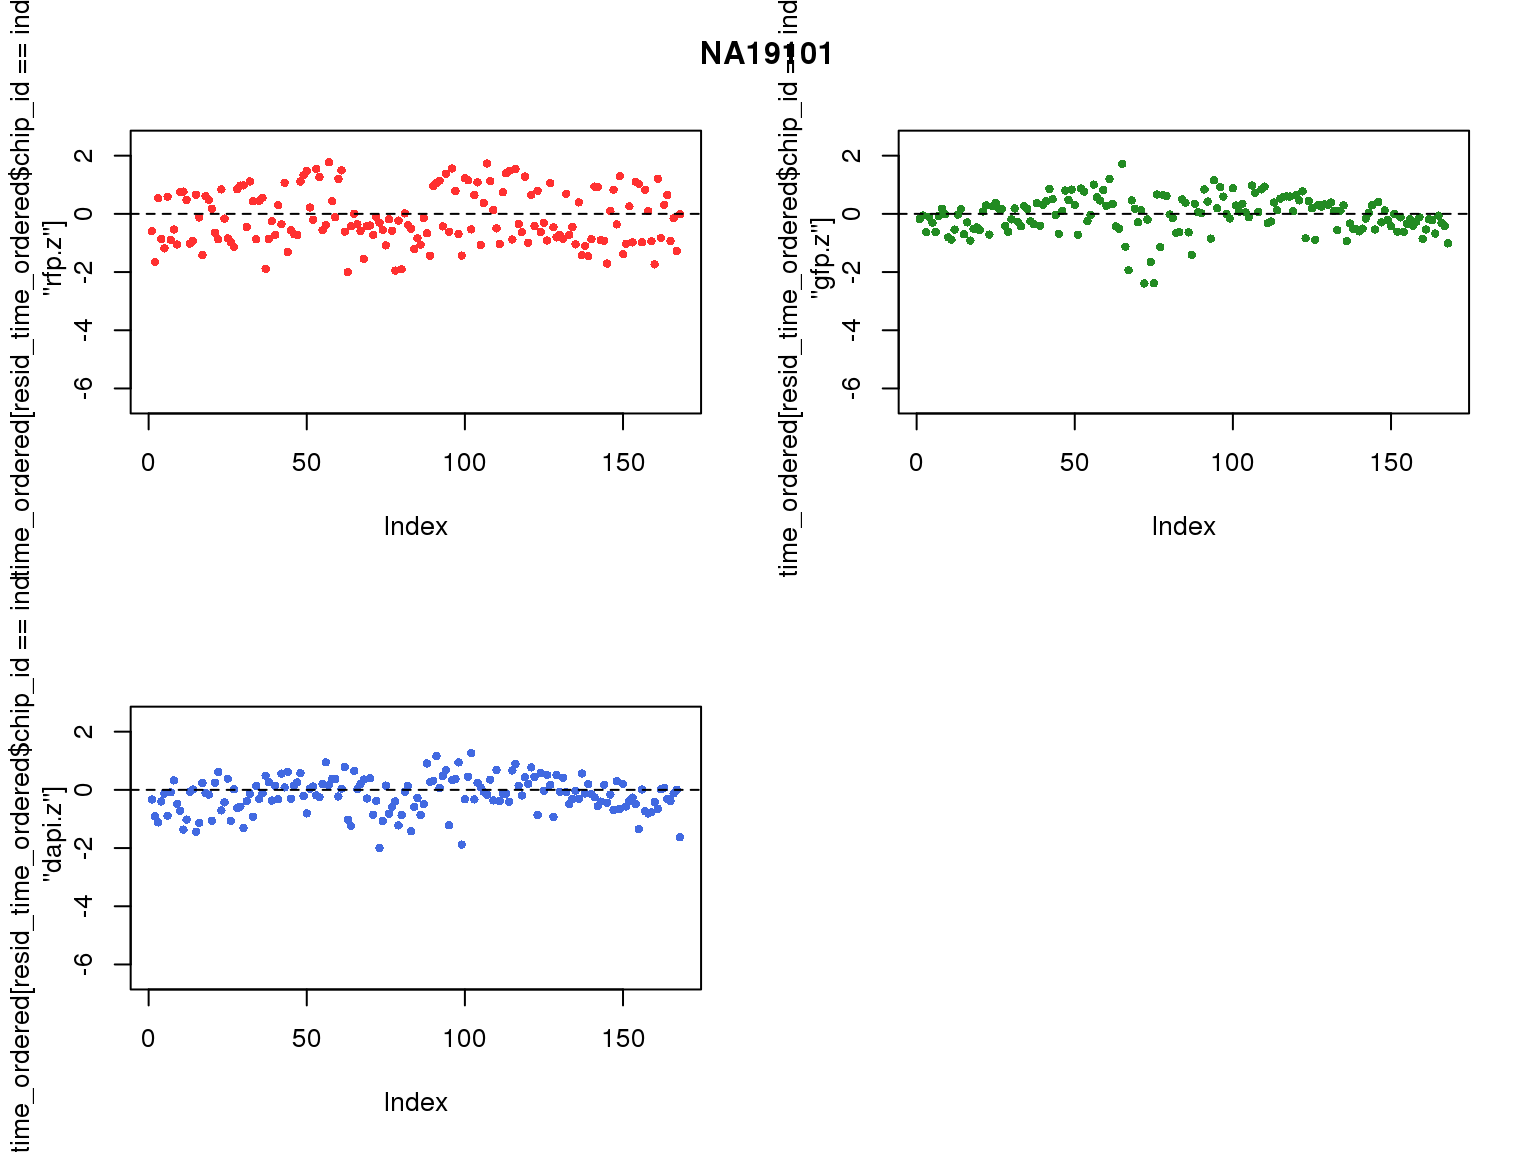 NA19101
time_ordered[resid_time_ordered$chip_id == ind
"rfp.z"]
2
0
-2
-4
-6
0 50 100 150
Index
time_ordered[resid_time_ordered$chip_id == ind
"gfp.z"]
2
0
-2
-4
-6
0 50 100 150
Index
time_ordered[resid_time_ordered$chip_id == ind
"dapi.z"]
2
0
-2
-4
-6
0 50 100 150
Index